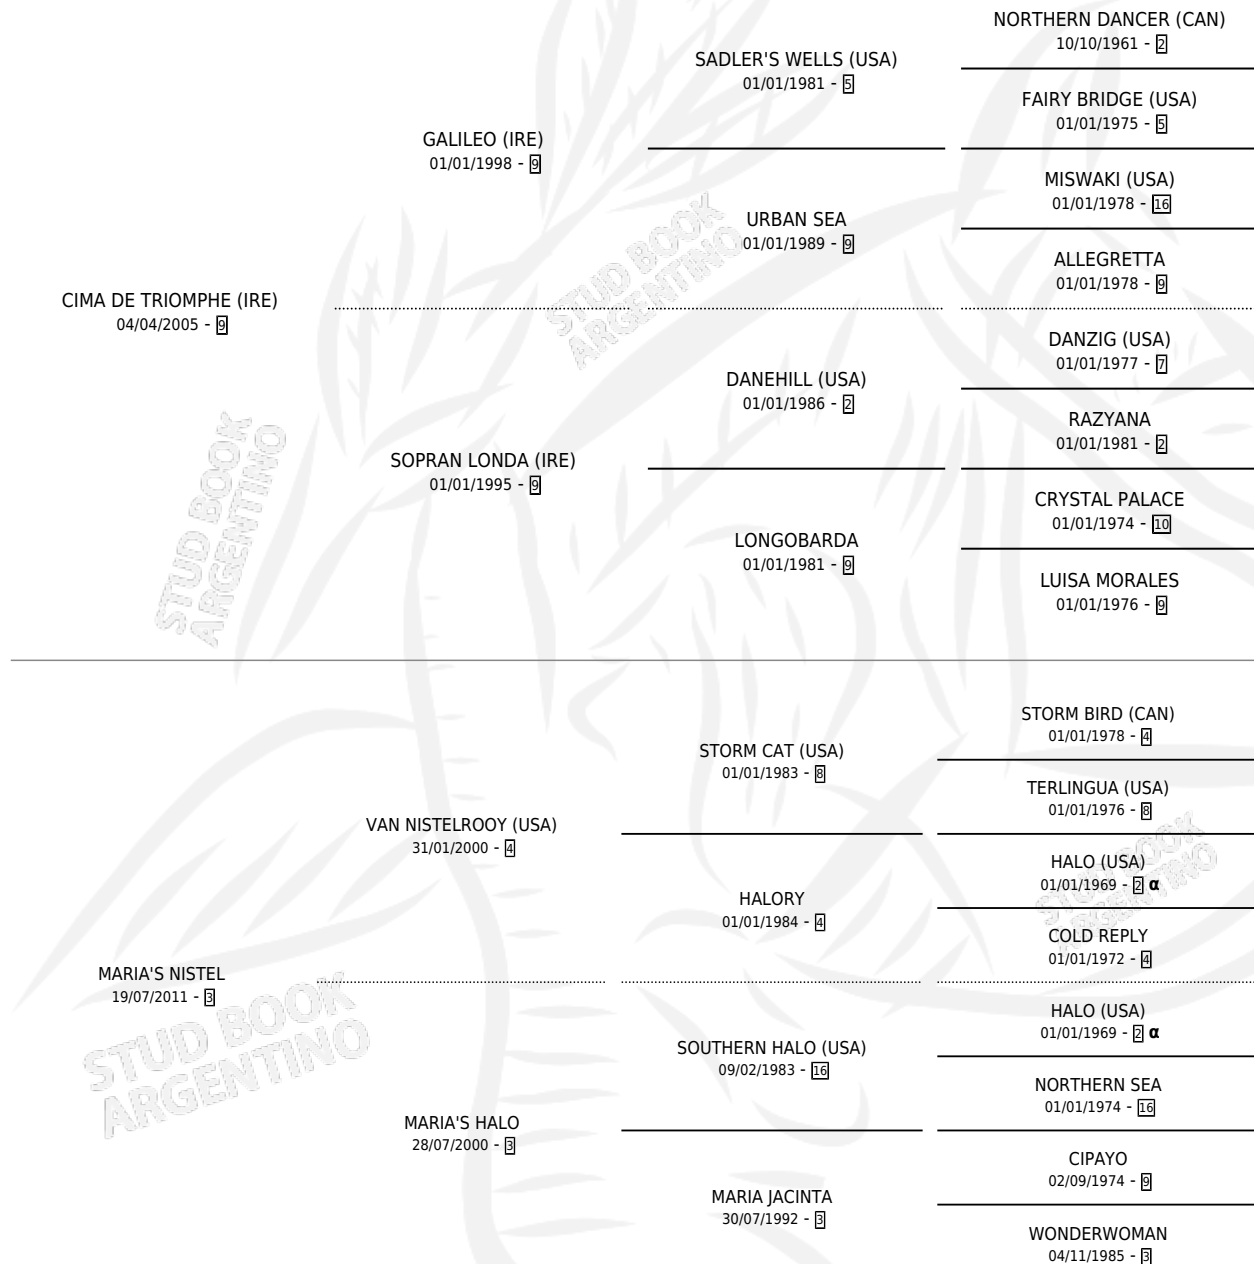 NORTHERN DANCER (CAN)
10/10/1961 - 2
SADLER'S WELLS (USA)
01/01/1981 - 5
FAIRY BRIDGE (USA)
01/01/1975 - 5
GALILEO (IRE)
01/01/1998 - 9
MISWAKI (USA)
01/01/1978 - 16
URBAN SEA
01/01/1989 - 9
ALLEGRETTA
01/01/1978 - 9
CIMA DE TRIOMPHE (IRE)
04/04/2005 - 9
DANZIG (USA)
01/01/1977 - 7
DANEHILL (USA)
01/01/1986 - 2
RAZYANA
01/01/1981 - 2
SOPRAN LONDA (IRE)
01/01/1995 - 9
CRYSTAL PALACE
01/01/1974 - 10
LONGOBARDA
01/01/1981 - 9
LUISA MORALES
01/01/1976 - 9
STORM BIRD (CAN)
01/01/1978 - 4
STORM CAT (USA)
01/01/1983 - 8
TERLINGUA (USA)
01/01/1976 - 8
VAN NISTELROOY (USA)
31/01/2000 - 4
HALO (USA)
01/01/1969 - 2 α
HALORY
01/01/1984 - 4
COLD REPLY
01/01/1972 - 4
MARIA'S NISTEL
19/07/2011 - 3
HALO (USA)
01/01/1969 - 2 α
SOUTHERN HALO (USA)
09/02/1983 - 16
NORTHERN SEA
01/01/1974 - 16
MARIA'S HALO
28/07/2000 - 3
CIPAYO
02/09/1974 - 9
MARIA JACINTA
30/07/1992 - 3
WONDERWOMAN
04/11/1985 - 3
STUD BOOK
ARGENTINO
STUD BOOK
ARGENTINO
STUD BOOK
ARGENTINO
STUD BOOK
ARGENTINO